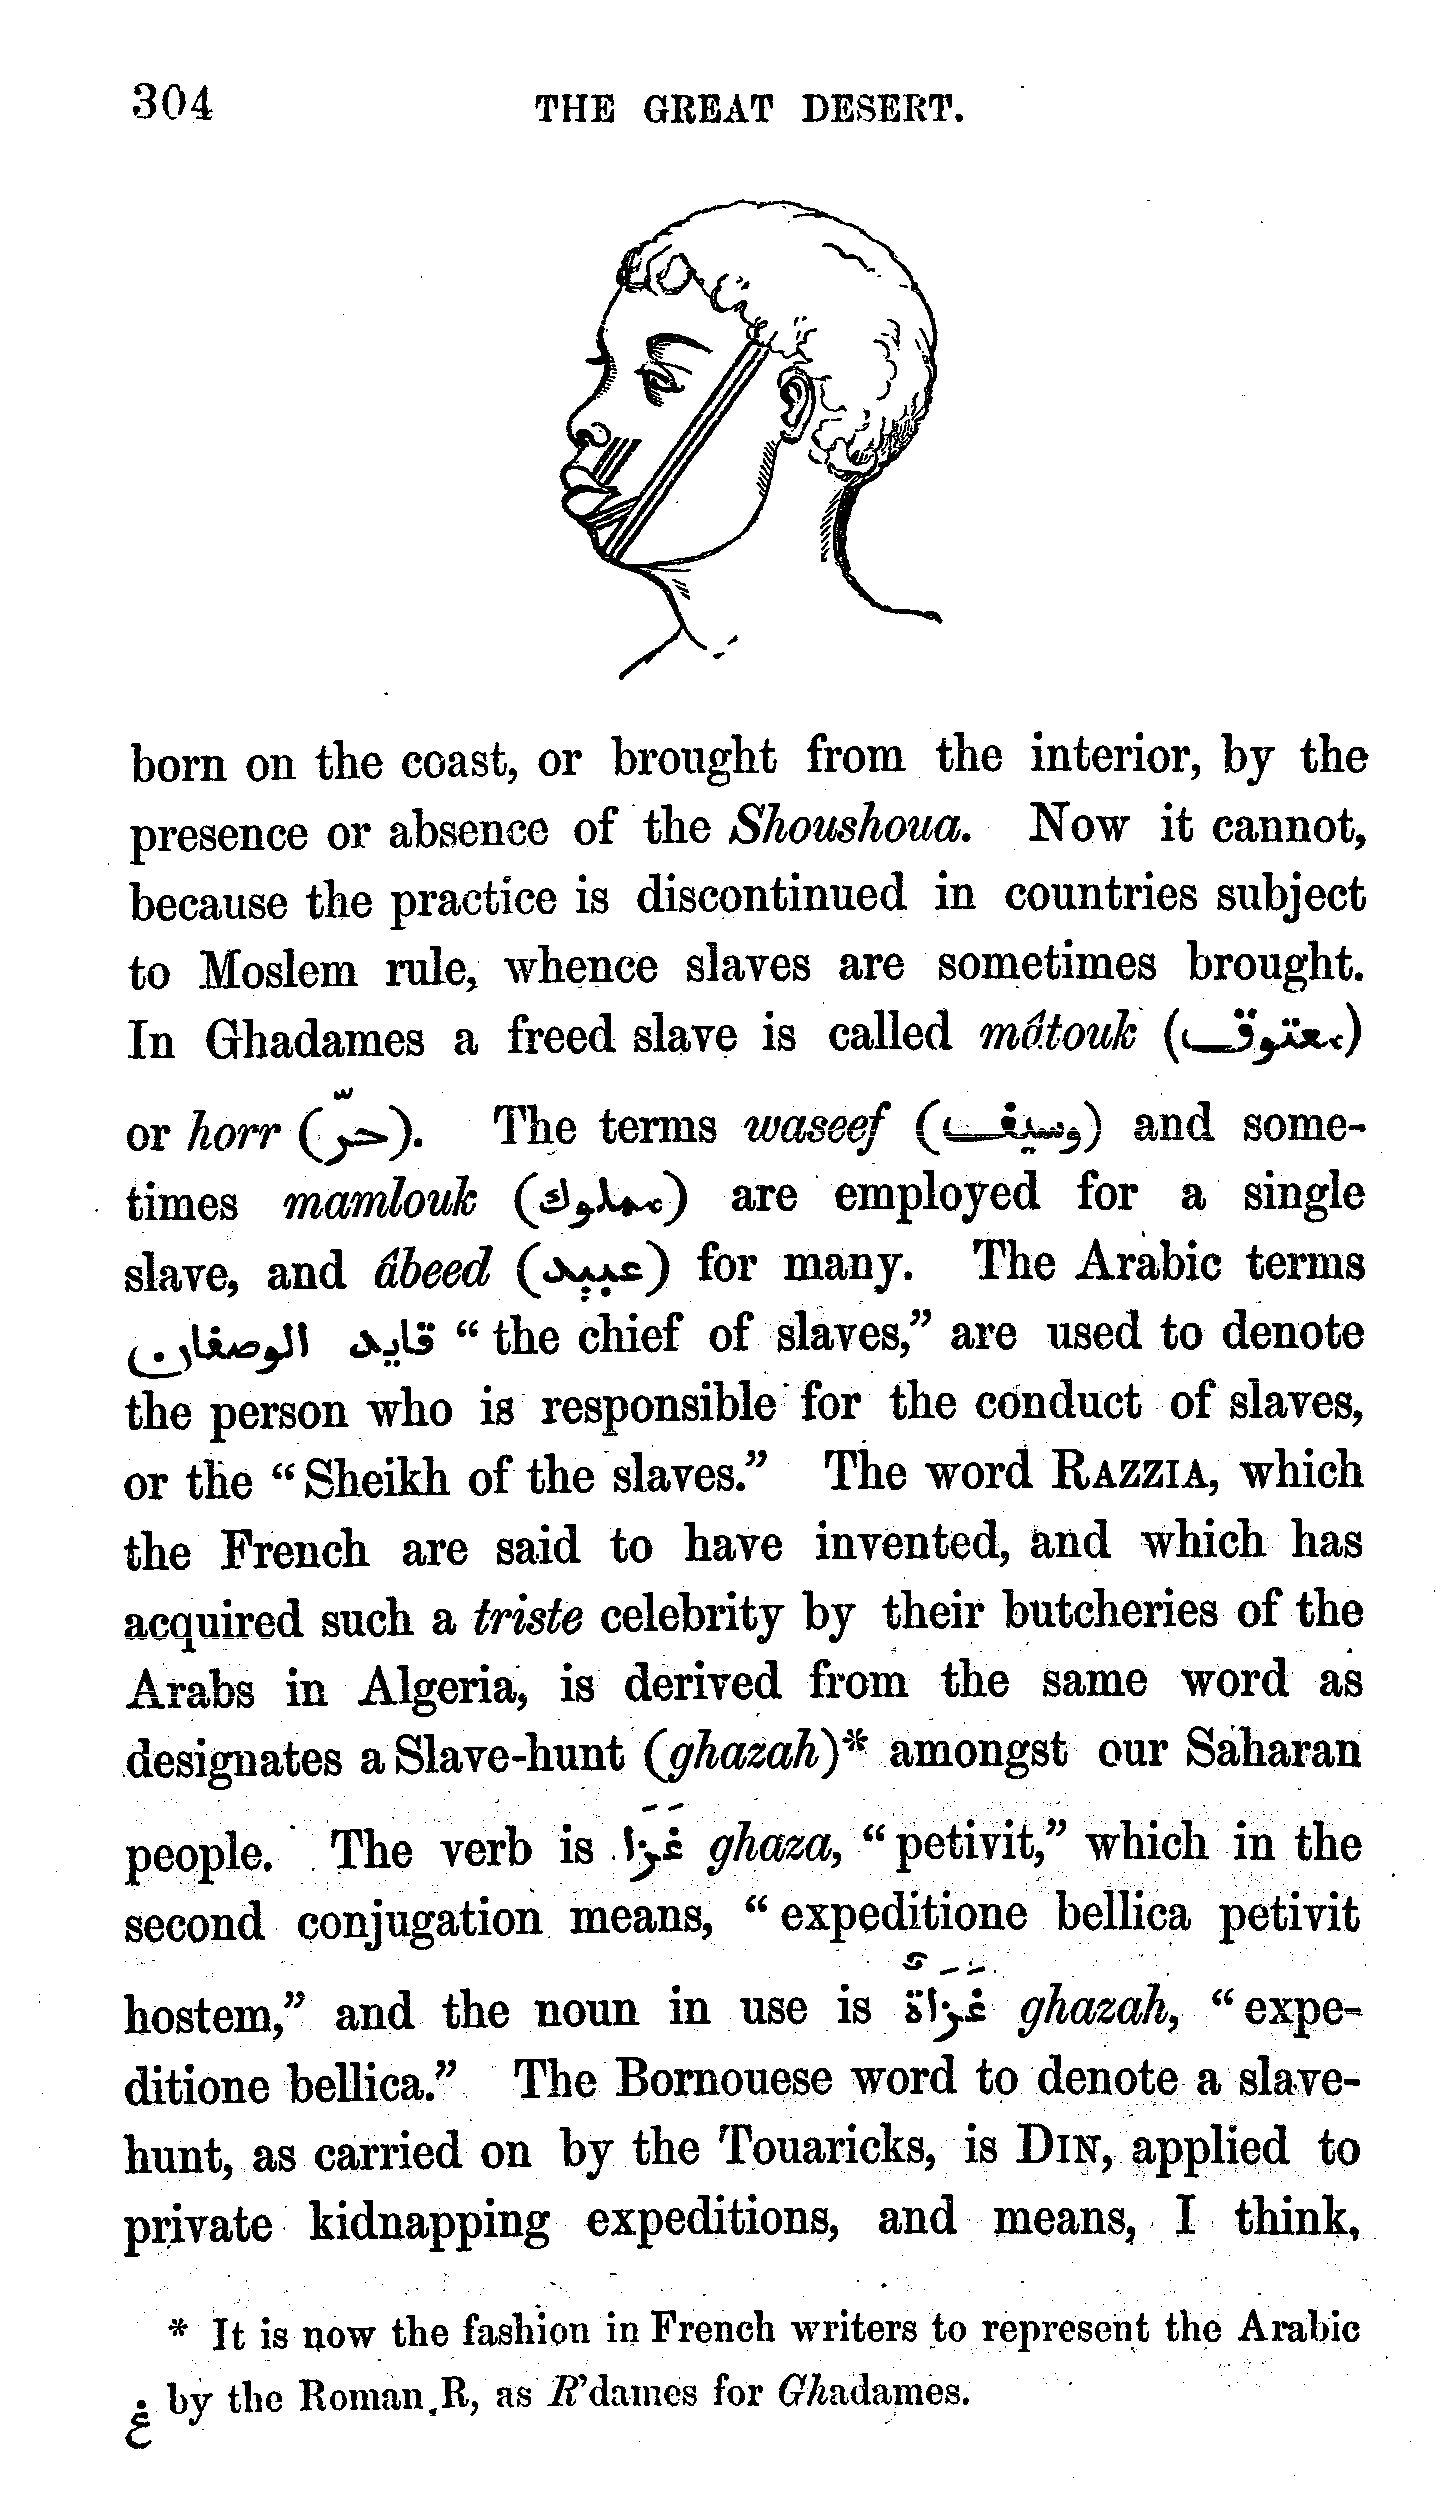 304 THE GREAT DESERT.
born on the coast, or brought from the interior, by the
presence or absence of the Shoushoua. Now it cannot,
because the practice is discontinued in countries subject
to Moslem rule, whence slaves are sometimes brought.
In Ghadames a freed slave is called mâtouk (معتوق)
or horr (حرّ). The terms waseef (وسيف) and some-
times mamlouk (مملوك) are employed for a single
slave, and âbeed (عبيد) for many. The Arabic terms
قايد الوصفان “the chief of slaves,” are used to denote
the person who is responsible for the conduct of slaves,
or the “Sheikh of the slaves.” The word RAZZIA, which
the French are said to have invented, and which has
acquired such a triste celebrity by their butcheries of the
Arabs in Algeria, is derived from the same word as
designates a Slave-hunt (ghazah)* amongst our Saharan
people. The verb is غَزَا ghaza, “petivit,” which in the
second conjugation means, “expeditione bellica petivit
hostem,” and the noun in use is غَزَاةٌ ghazah, “expe-
ditione bellica.” The Bornouese word to denote a slave-
hunt, as carried on by the Touaricks, is DIN, applied to
private kidnapping expeditions, and means, I think,
* It is now the fashion in French writers to represent the Arabic
غ by the Roman R, as R’dames for Ghadames.